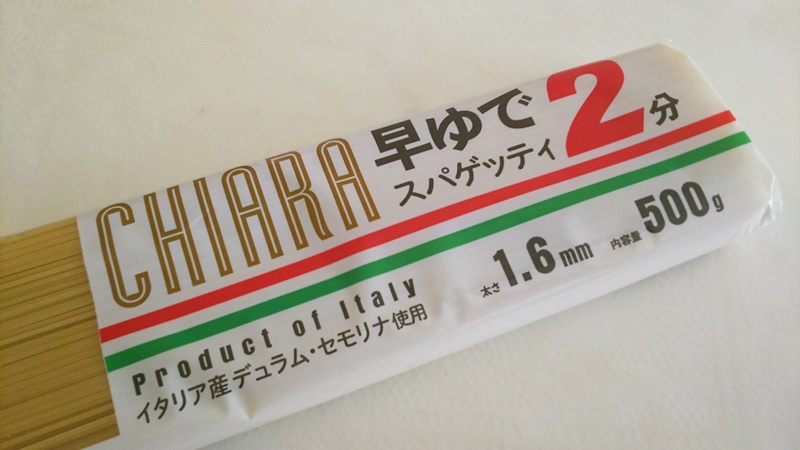 CHIARA
早ゆで
スパゲッティ
2分
Product of Italy
イタリア産デュラム・セモリナ使用
太さ 1.6mm 内容量 500g